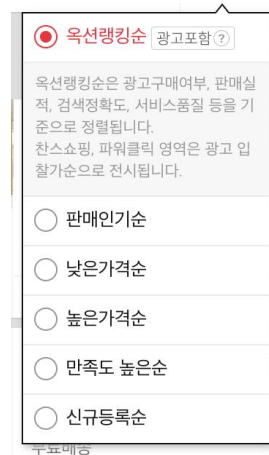 옥션랭킹순 광고포함 ?
옥션랭킹순은 광고구매여부, 판매실
적, 검색정확도, 서비스품질 등을 기
준으로 정렬됩니다.
찬스쇼핑, 파워클릭 영역은 광고 입
찰가순으로 전시됩니다.
판매인기순
낮은가격순
높은가격순
만족도 높은순
신규등록순
무료배송